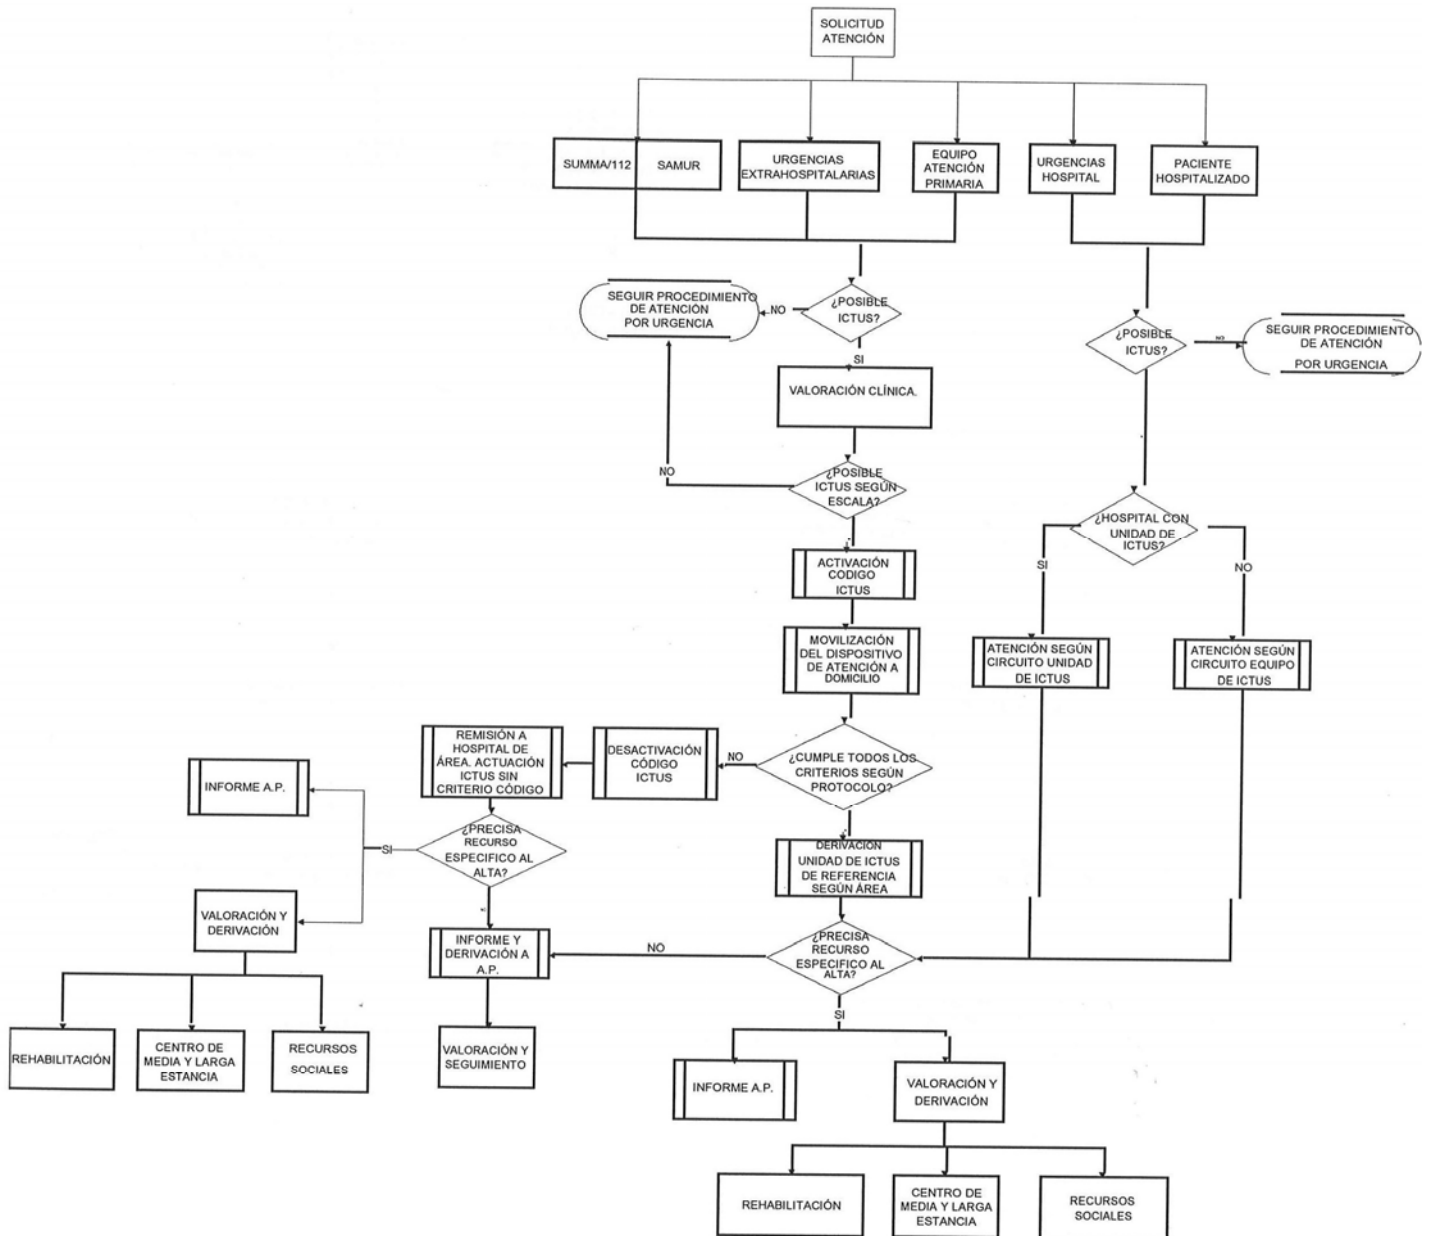 SOLICITUD
ATENCIÓN
SUMMA/112
SAMUR
URGENCIAS
EXTRAHOSPITALARIAS
EQUIPO
ATENCIÓN
PRIMARIA
URGENCIAS
HOSPITAL
PACIENTE
HOSPITALIZADO
SEGUIR PROCEDIMIENTO
DE ATENCIÓN
POR URGENCIA
NO
¿POSIBLE
ICTUS?
¿POSIBLE
ICTUS?
NO
SEGUIR PROCEDIMIENTO
DE ATENCIÓN
POR URGENCIA
SI
VALORACIÓN CLÍNICA.
NO
¿POSIBLE
ICTUS SEGÚN
ESCALA?
¿HOSPITAL CON
UNIDAD DE
ICTUS?
SI
NO
ACTIVACIÓN
CODIGO
ICTUS
MOVILIZACIÓN
DEL DISPOSITIVO
DE ATENCIÓN A
DOMICILIO
ATENCIÓN SEGÚN
CIRCUITO UNIDAD
DE ICTUS
ATENCIÓN SEGÚN
CIRCUITO EQUIPO
DE ICTUS
REMISIÓN A
HOSPITAL DE
ÁREA. ACTUACIÓN
ICTUS SIN
CRITERIO CÓDIGO
DESACTIVACIÓN
CÓDIGO
ICTUS
NO
¿CUMPLE TODOS LOS
CRITERIOS SEGÚN
PROTOCOLO?
INFORME A.P.
SI
¿PRECISA
RECURSO
ESPECIFICO AL
ALTA?
DERIVACIÓN
UNIDAD DE ICTUS
DE REFERENCIA
SEGÚN ÁREA
VALORACIÓN Y
DERIVACIÓN
INFORME Y
DERIVACIÓN A
A.P.
NO
¿PRECISA
RECURSO
ESPECIFICO AL
ALTA?
SI
REHABILITACIÓN
CENTRO DE
MEDIA Y LARGA
ESTANCIA
RECURSOS
SOCIALES
VALORACIÓN Y
SEGUIMIENTO
INFORME A.P.
VALORACIÓN Y
DERIVACIÓN
REHABILITACIÓN
CENTRO DE
MEDIA Y LARGA
ESTANCIA
RECURSOS
SOCIALES